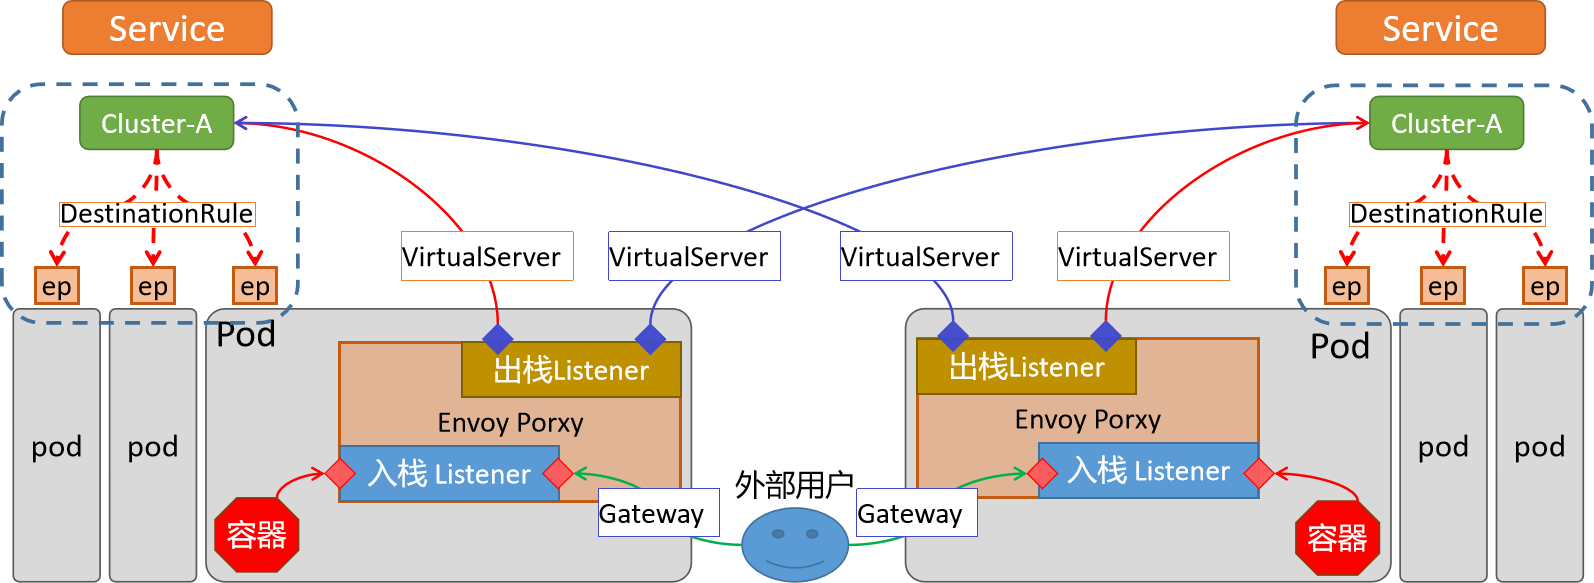 Service
Service
Cluster-A
Cluster-A
DestinationRule
DestinationRule
VirtualServer
VirtualServer
VirtualServer
VirtualServer
ep
ep
ep
ep
ep
ep
Pod
Pod
出栈Listener
出栈Listener
Envoy Porxy
Envoy Porxy
pod
pod
pod
pod
入栈 Listener
入栈 Listener
外部用户
Gateway
Gateway
容器
容器